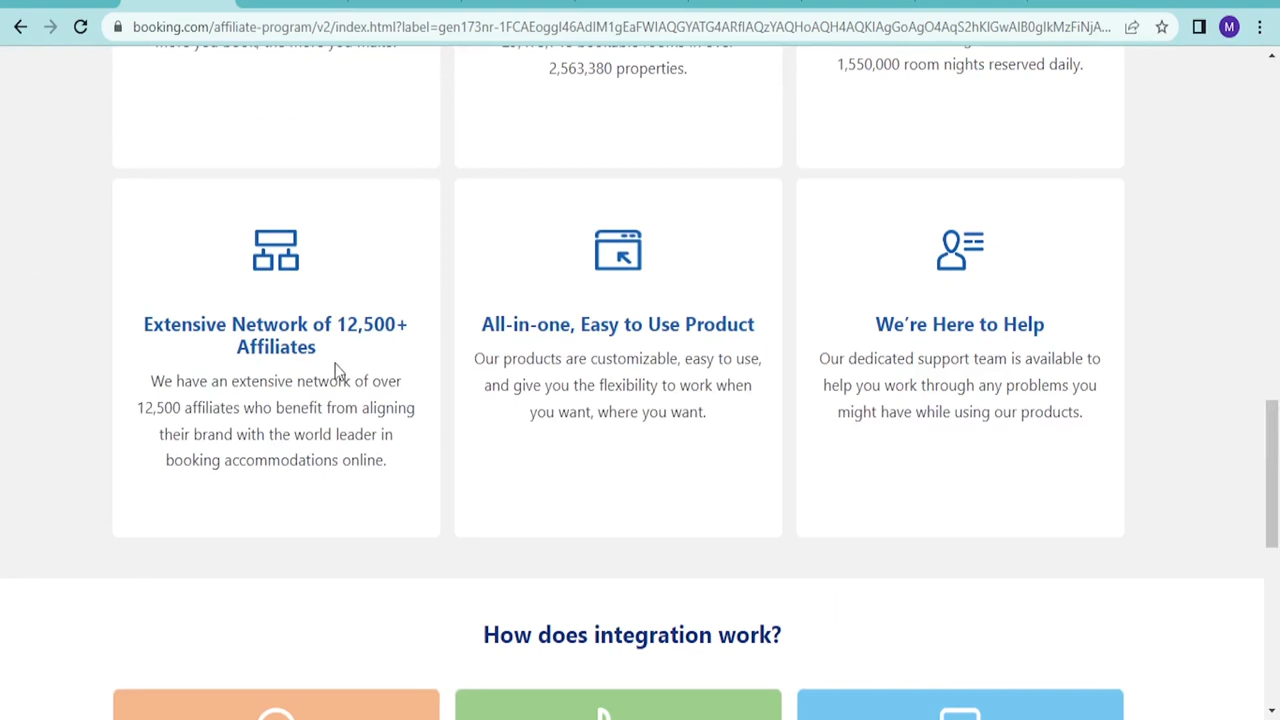 booking.com/affiliate-program/v2/index.html?label=gen173nr-1FCAEoggI46AdIM1gEaFWIAQGYATG4ARfIAQzYAQHoAQH4AQKIAgGoAgO4AqS2hKIGwAIB0gIkMzFiNjA...
M
2,563,380 properties.
1,550,000 room nights reserved daily.
Extensive Network of 12,500+
Affiliates
We have an extensive network of over
12,500 affiliates who benefit from aligning
their brand with the world leader in
booking accommodations online.
All-in-one, Easy to Use Product
Our products are customizable, easy to use,
and give you the flexibility to work when
you want, where you want.
We're Here to Help
Our dedicated support team is available to
help you work through any problems you
might have while using our products.
How does integration work?